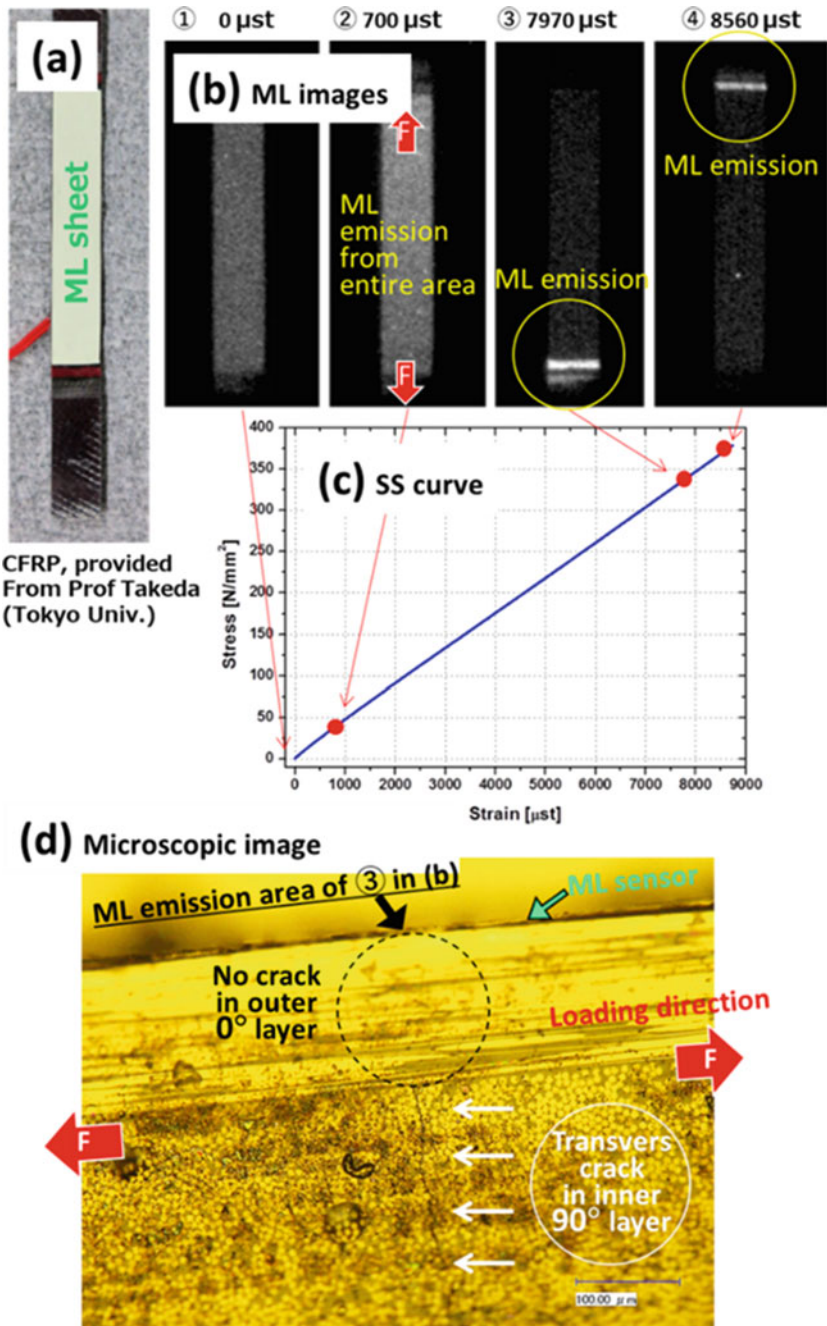 (a)
ML sheet
CFRP, provided
From Prof Takeda
(Tokyo Univ.)
① 0 µst
② 700 µst
③ 7970 µst
④ 8560 µst
(b) ML images
F
ML
emission
from
entire area
F
ML emission
ML emission
(c) SS curve
Stress [N/mm²]
400
350
300
250
200
150
100
50
0
0 1000 2000 3000 4000 5000 6000 7000 8000 9000
Strain [µst]
(d) Microscopic image
ML emission area of ③ in (b)
ML sensor
No crack
in outer
0° layer
Loading direction
F
F
Transvers
crack
in inner
90° layer
100.00 µm